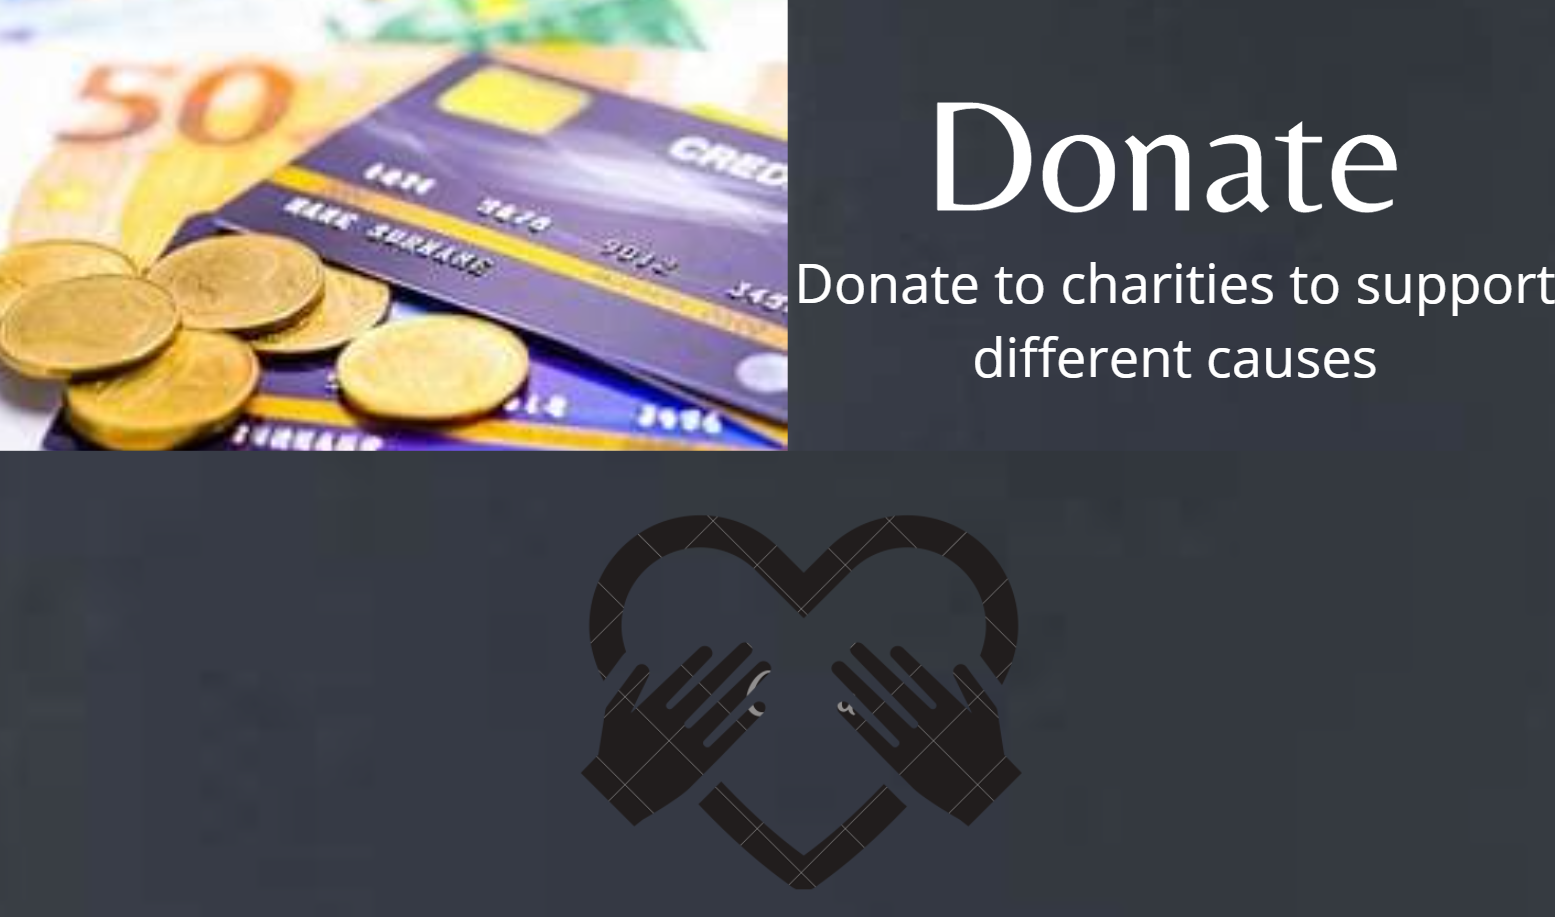 50
Donate
CRED
NAME SURNAME
Donate to charities to support
different causes